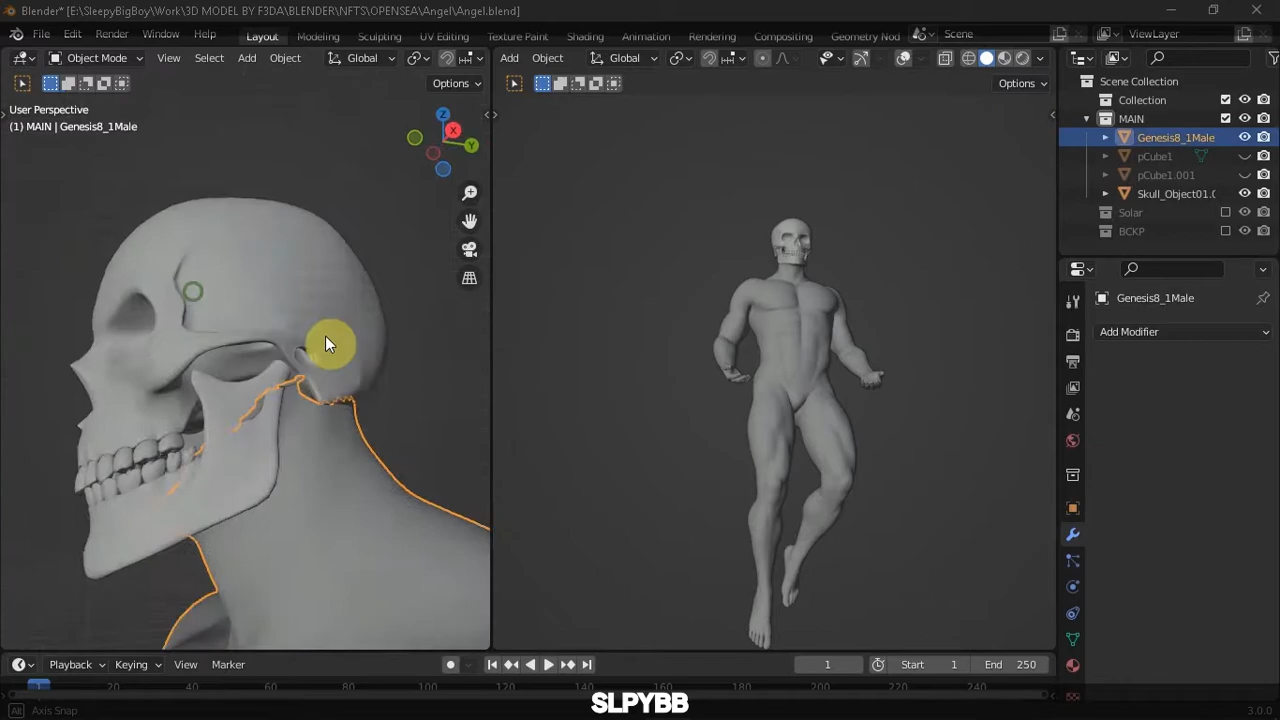 Blender* [E:\SleepyBigBoy\Work\3D MODEL BY F3DA\BLENDER\NFTS\OPENSEA\Angel\Angel.blend]
File Edit Render Window Help Layout Modeling Sculpting UV Editing Texture Paint Shading Animation Rendering Compositing Geometry Nod Scene ViewLayer
Object Mode View Select Add Object Global Add Object Global
Options Options
User Perspective
(1) MAIN | Genesis8_1Male
Z
X
Y
Scene Collection
Collection
MAIN
Genesis8_1Male
pCube1
pCube1.001
Skull_Object01.0
Solar
BCKP
Genesis8_1Male
Add Modifier
Playback Keying View Marker 1 Start 1 End 250
1 20 40 60 80 100 120 140 160 180 200 220 240
Alt Axis Snap 3.0.0
SLPYBB